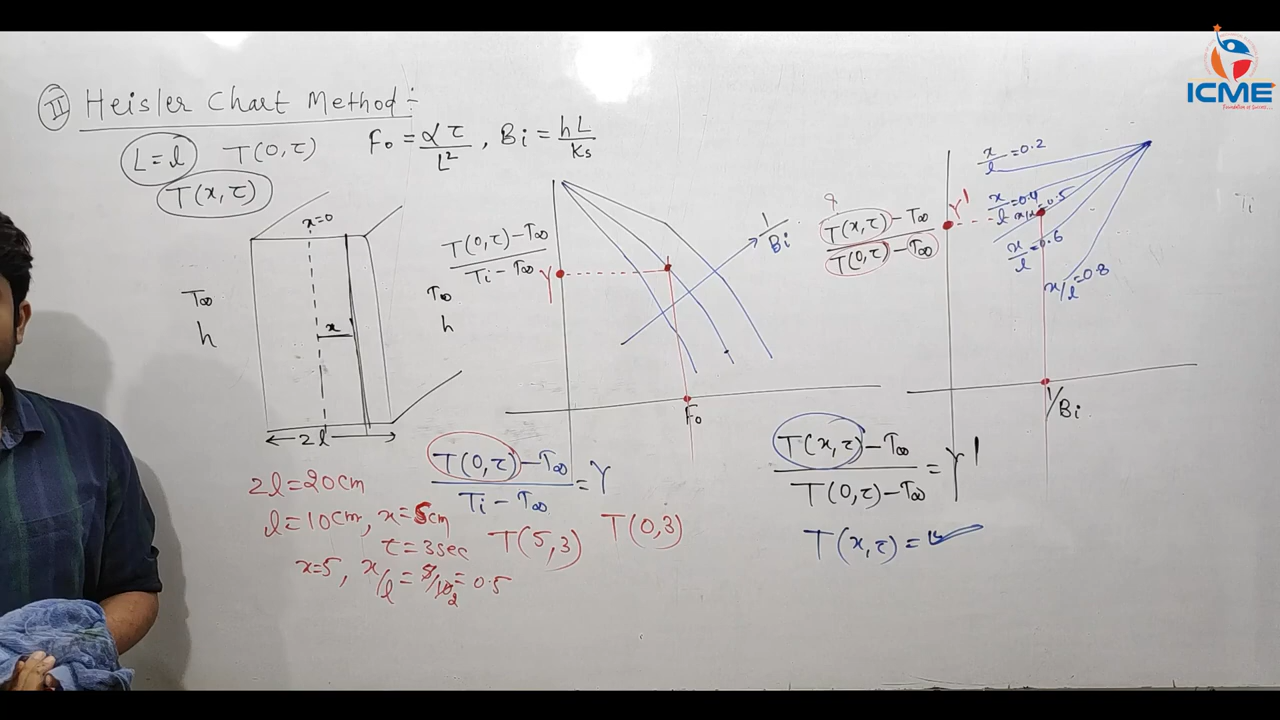 ICME
II Heisler Chart Method :-
L = l T(0,τ) Fo = ατ/L² , Bi = hL/Ks
T(x,τ)
x=0
T∞
h
x
T∞
h
2l
T(0,τ) - T∞ / Ti - T∞
Y
1/Bi
Fo
T(x,τ) - T∞ / T(0,τ) - T∞
Y'
x/l = 0.2
x/l = 0.4
x/l = 0.5
x/l = 0.6
x/l = 0.8
1/Bi
Ti
T(0,τ) - T∞ / Ti - T∞ = Y
T(x,τ) - T∞ / T(0,τ) - T∞ = Y'
2l = 20cm
l = 10cm, x = 5cm
τ = 3sec T(5,3) T(0,3)
x=5, x/l = 5/10 2 = 0.5
T(x,τ) =